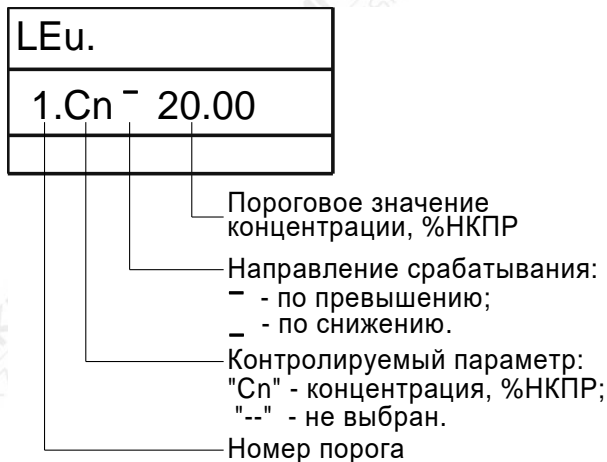 LEu.
1.Cn ¯ 20.00
Пороговое значение
концентрации, %НКПР
Направление срабатывания:
¯ - по превышению;
_ - по снижению.
Контролируемый параметр:
"Cn" - концентрация, %НКПР;
"--" - не выбран.
Номер порога